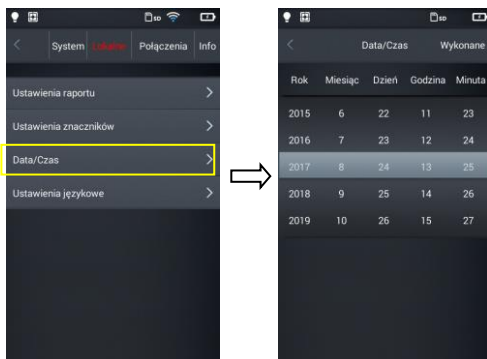 SD
System Lokalne Połączenia Info
Ustawienia raportu
Ustawienia znaczników
Data/Czas
Ustawienia językowe
SD
Data/Czas Wykonane
Rok Miesiąc Dzień Godzina Minuta
2015 6 22 11 23
2016 7 23 12 24
2017 8 24 13 25
2018 9 25 14 26
2019 10 26 15 27